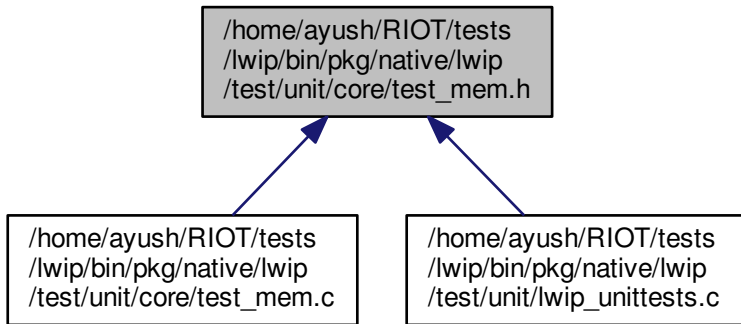 /home/ayush/RIOT/tests
/lwip/bin/pkg/native/lwip
/test/unit/core/test_mem.h
/home/ayush/RIOT/tests
/lwip/bin/pkg/native/lwip
/test/unit/core/test_mem.c
/home/ayush/RIOT/tests
/lwip/bin/pkg/native/lwip
/test/unit/lwip_unittests.c